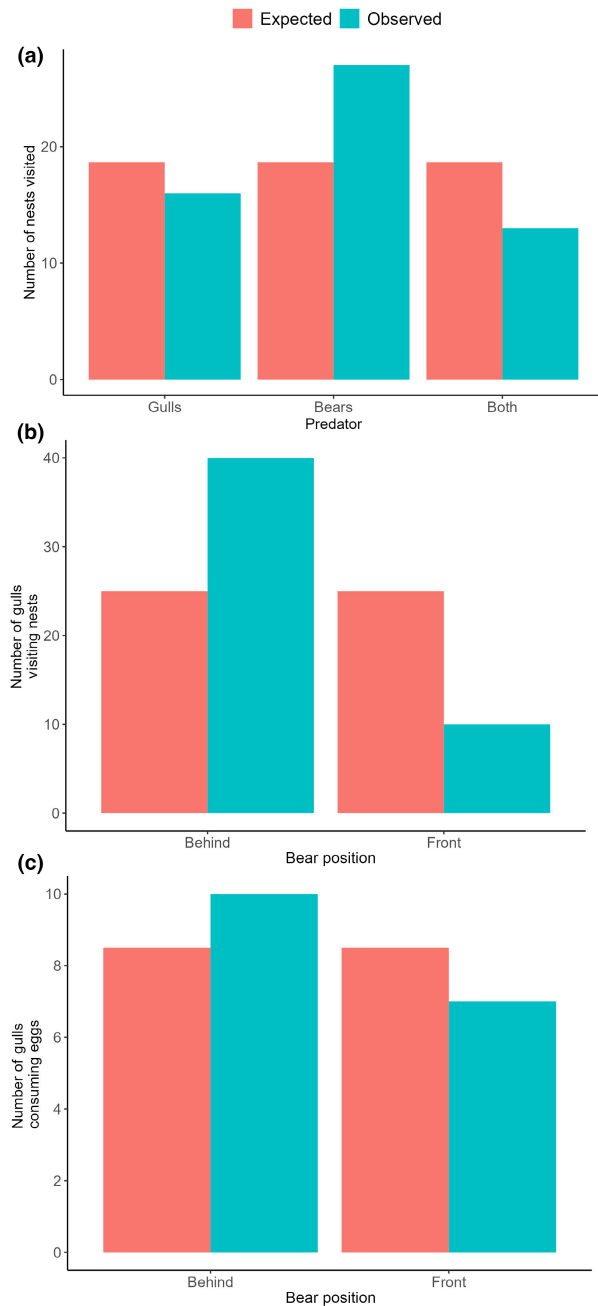 Expected Observed
(a)
Number of nests visited
20
10
0
Gulls Bears Both
Predator
(b)
Number of gulls
visiting nests
40
30
20
10
0
Behind Front
Bear position
(c)
Number of gulls
consuming eggs
10
8
6
4
2
0
Behind Front
Bear position